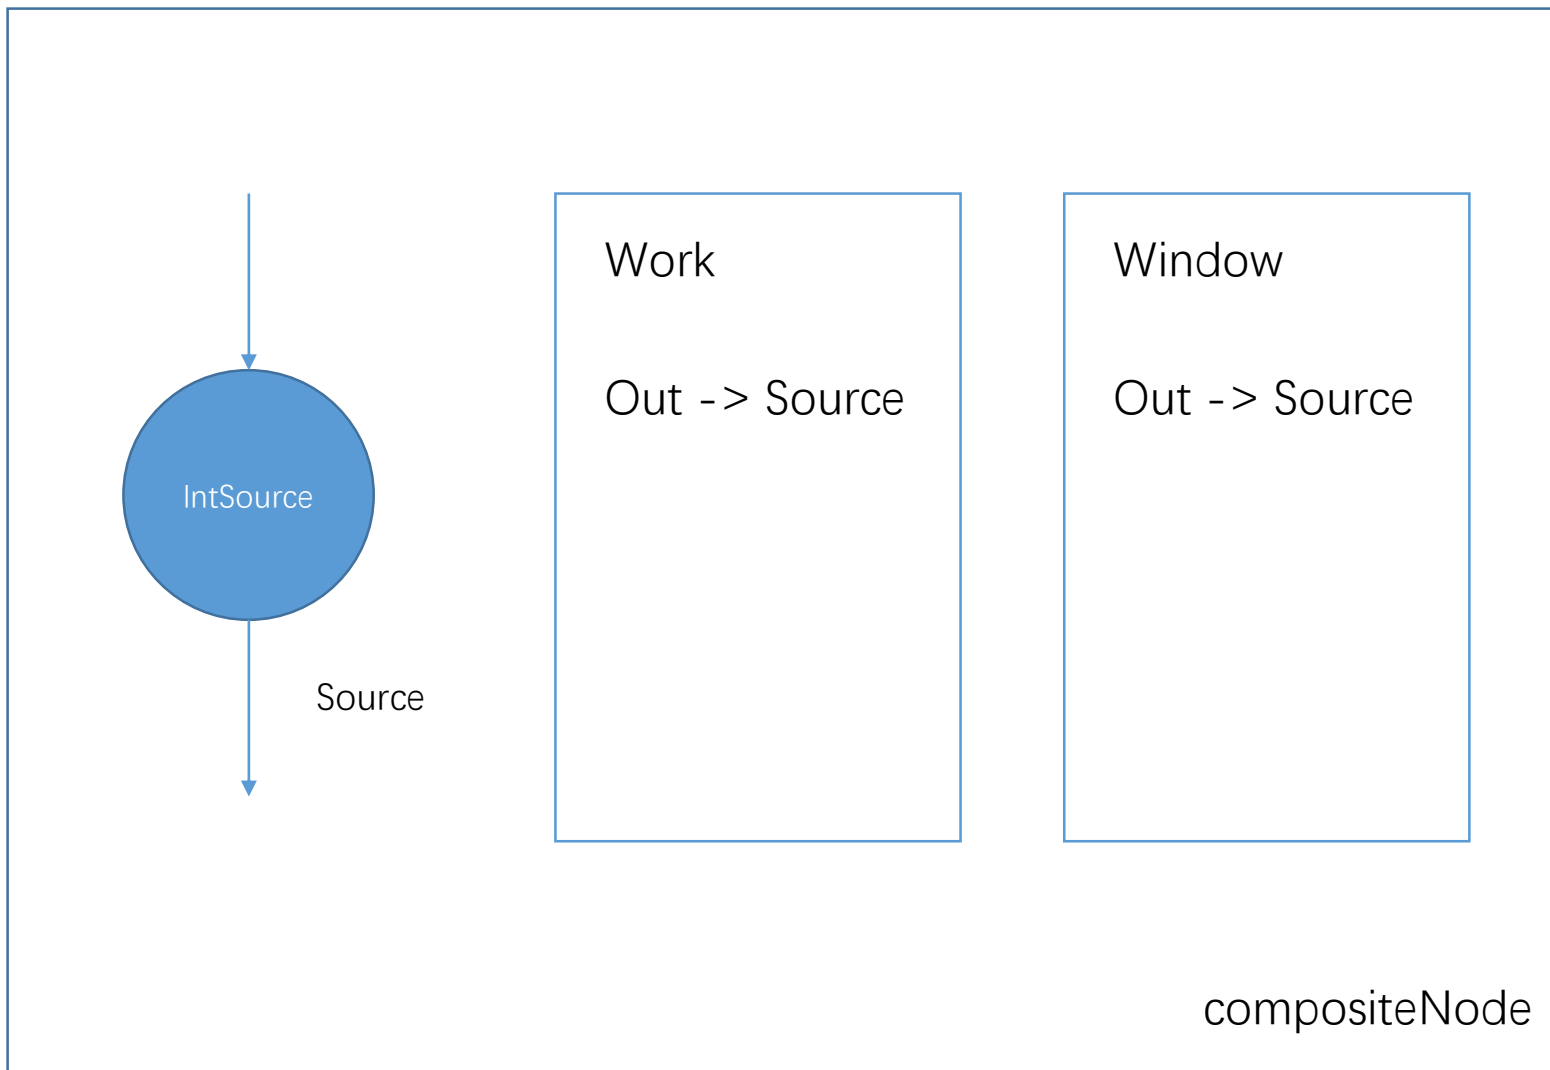 IntSource
Source
Work
Out -> Source
Window
Out -> Source
compositeNode